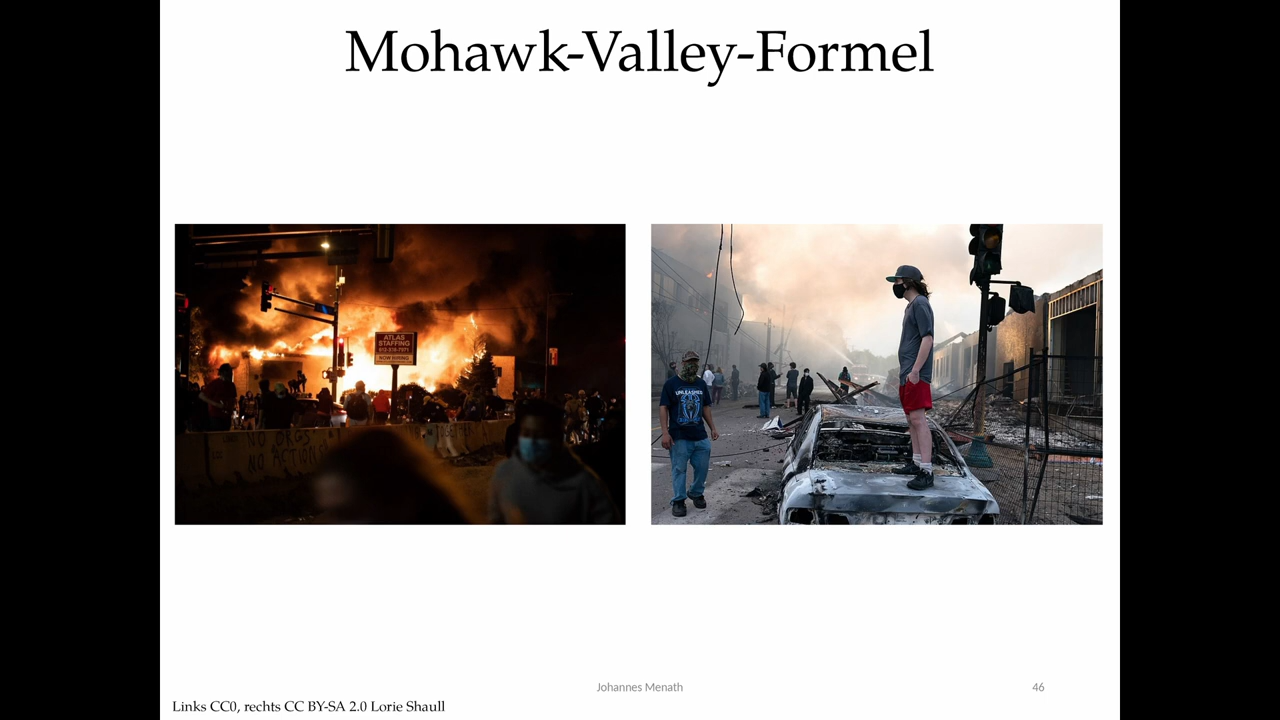 Mohawk-Valley-Formel
ATLAS
STAFFING
NOW HIRING
NO ORGS
NO ACTIONS
UNLEASHED
Johannes Menath
46
Links CC0, rechts CC BY-SA 2.0 Lorie Shaull